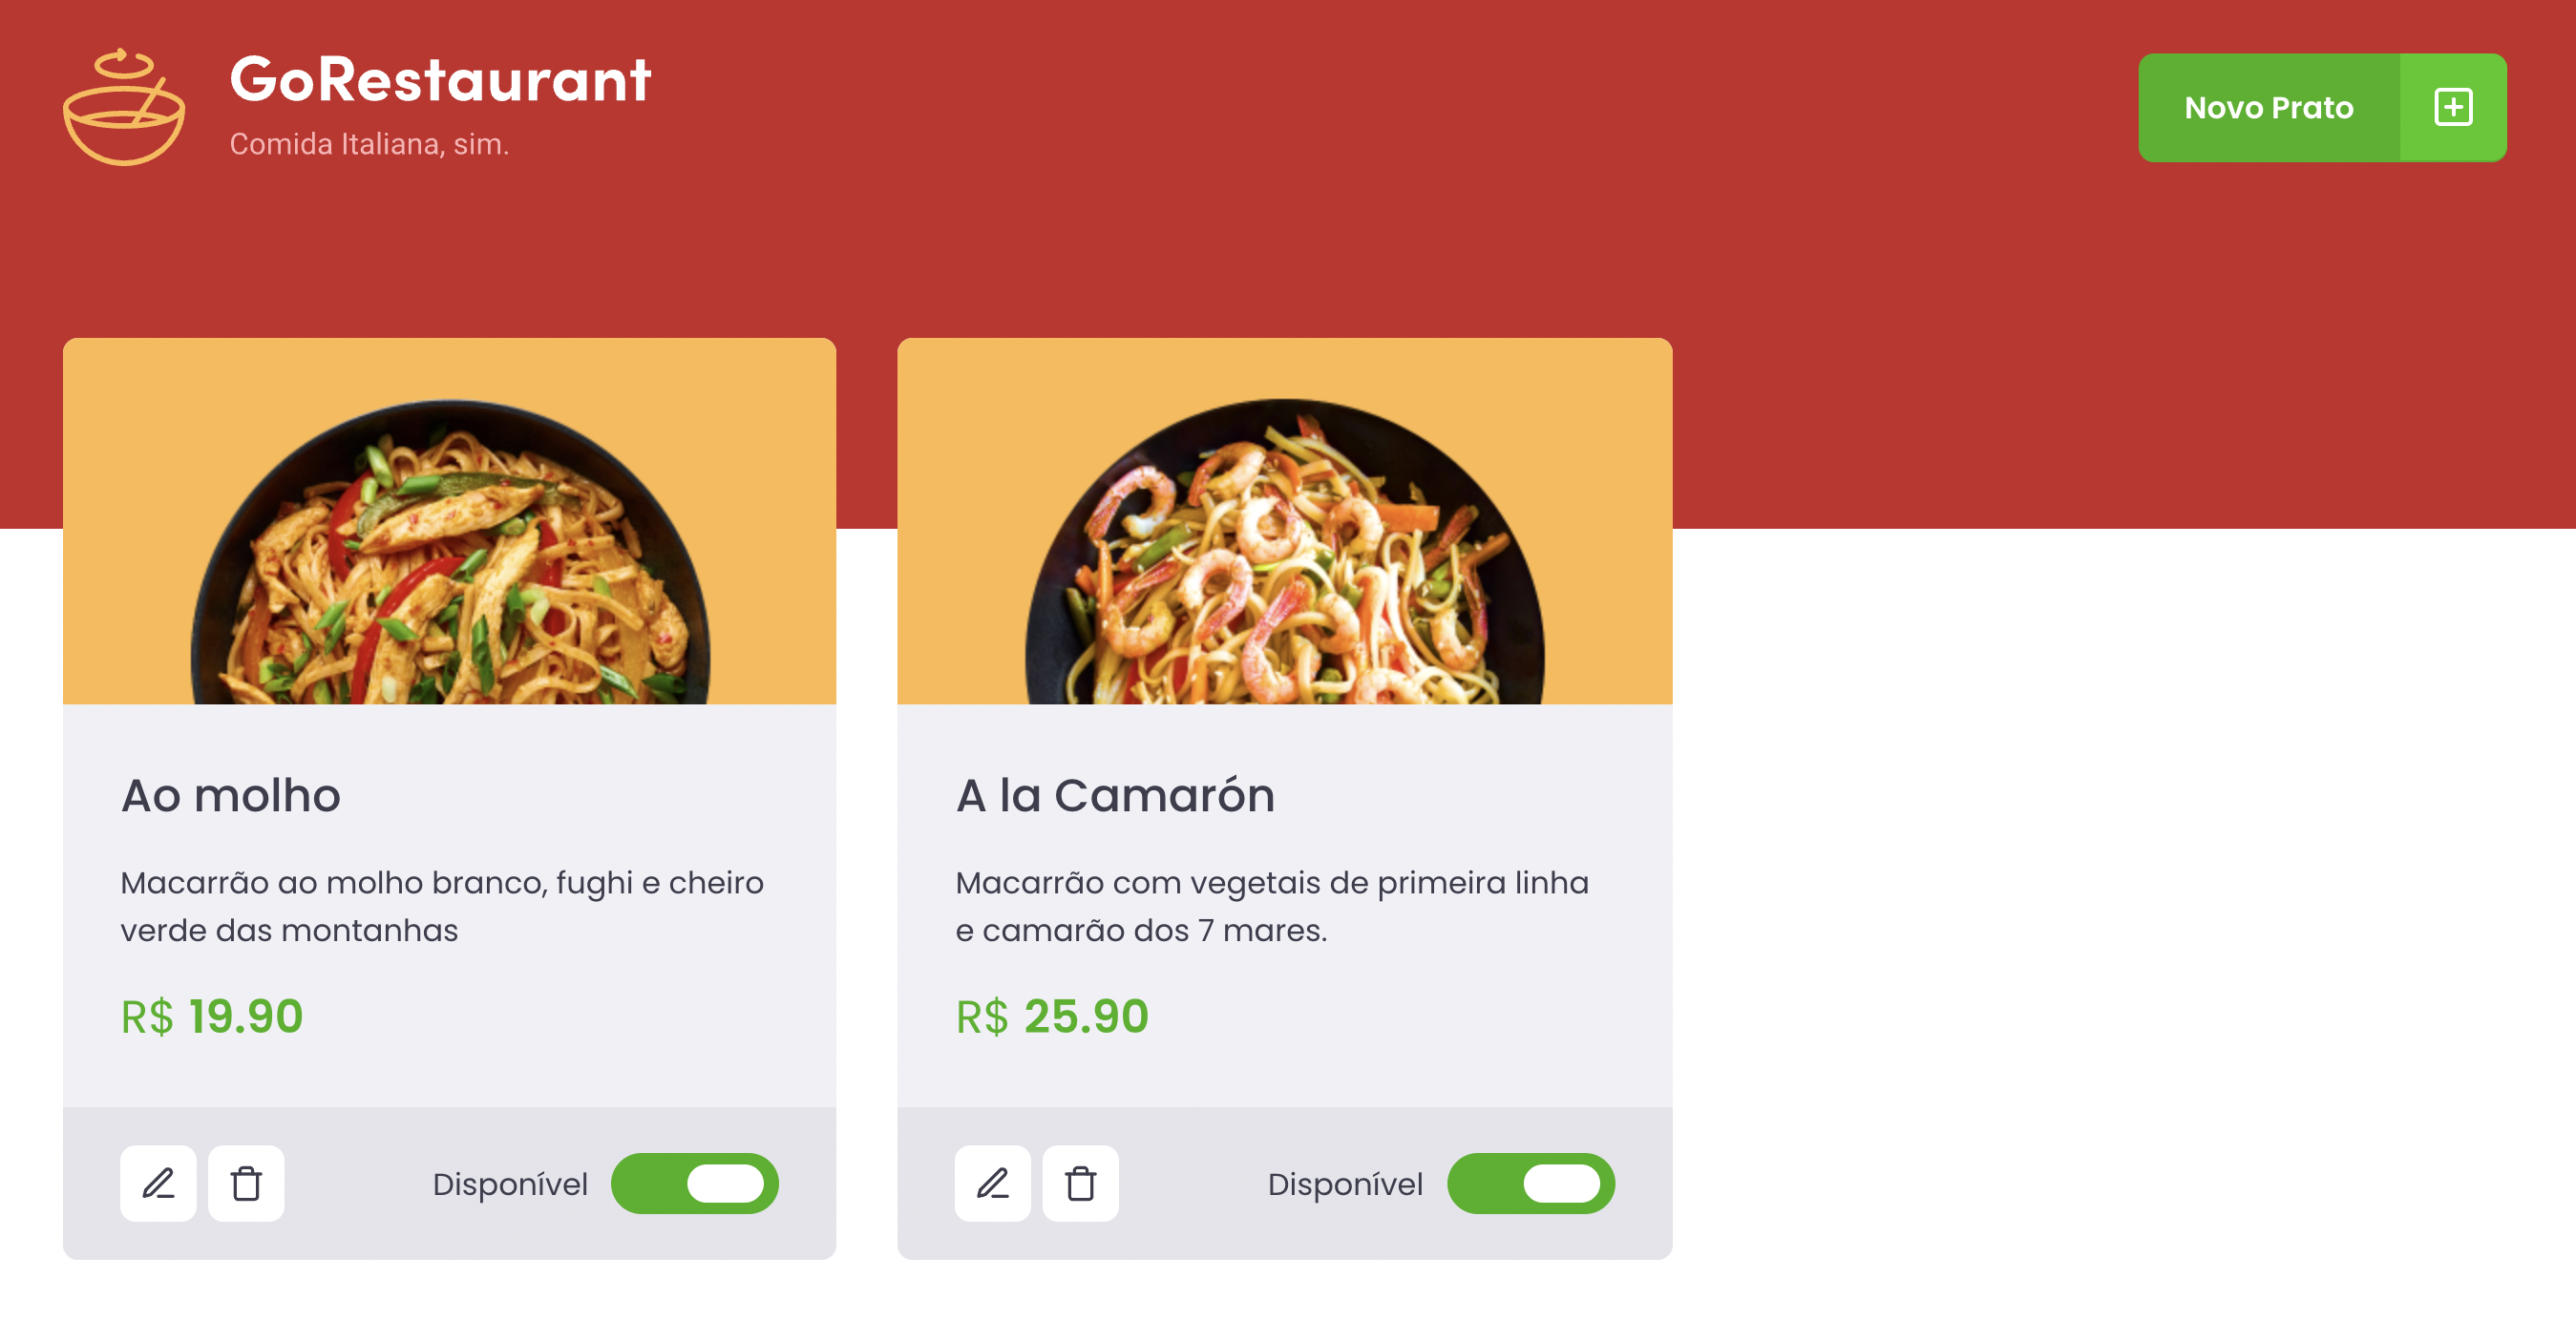 GoRestaurant
Comida Italiana, sim.
Novo Prato
Ao molho
Macarrão ao molho branco, fughi e cheiro
verde das montanhas
R$ 19.90
Disponível
A la Camarón
Macarrão com vegetais de primeira linha
e camarão dos 7 mares.
R$ 25.90
Disponível